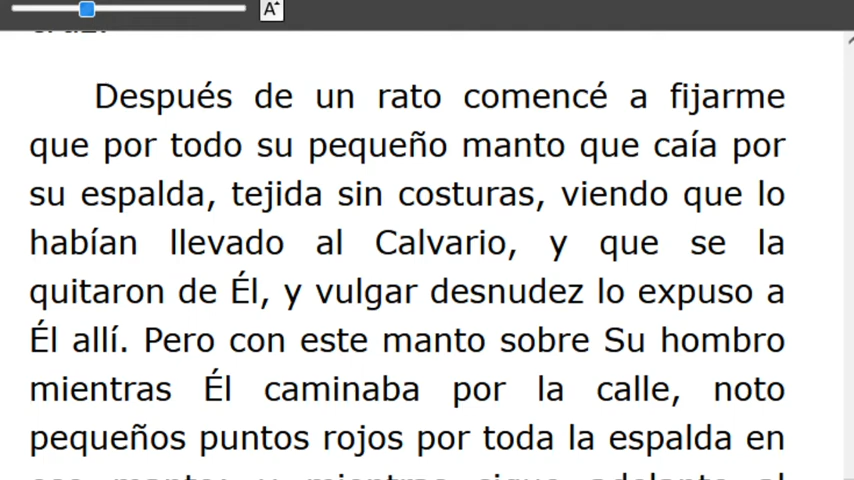 A
Después de un rato comencé a fijarme
que por todo su pequeño manto que caía por
su espalda, tejida sin costuras, viendo que lo
habían llevado al Calvario, y que se la
quitaron de Él, y vulgar desnudez lo expuso a
Él allí. Pero con este manto sobre Su hombro
mientras Él caminaba por la calle, noto
pequeños puntos rojos por toda la espalda en